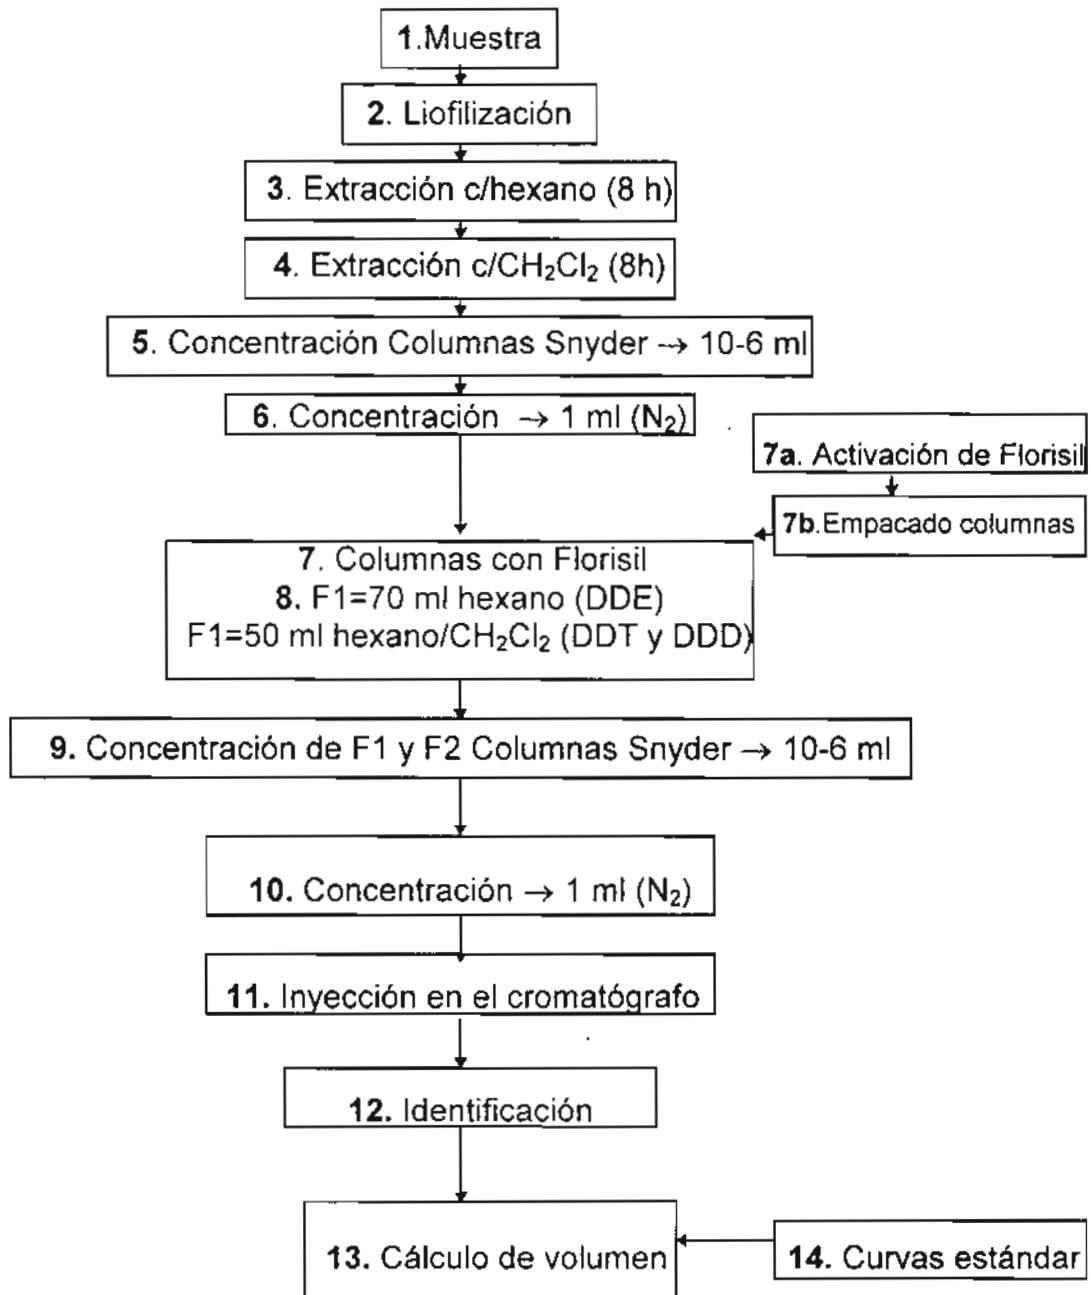 1.Muestra
2. Liofilización
3. Extracción c/hexano (8 h)
4. Extracción c/CH₂Cl₂ (8h)
5. Concentración Columnas Snyder → 10-6 ml
6. Concentración → 1 ml (N₂)
7a. Activación de Florisil
7b.Empacado columnas
7. Columnas con Florisil
8. F1=70 ml hexano (DDE)
F1=50 ml hexano/CH₂Cl₂ (DDT y DDD)
9. Concentración de F1 y F2 Columnas Snyder → 10-6 ml
10. Concentración → 1 ml (N₂)
11. Inyección en el cromatógrafo
12. Identificación
13. Cálculo de volumen
14. Curvas estándar